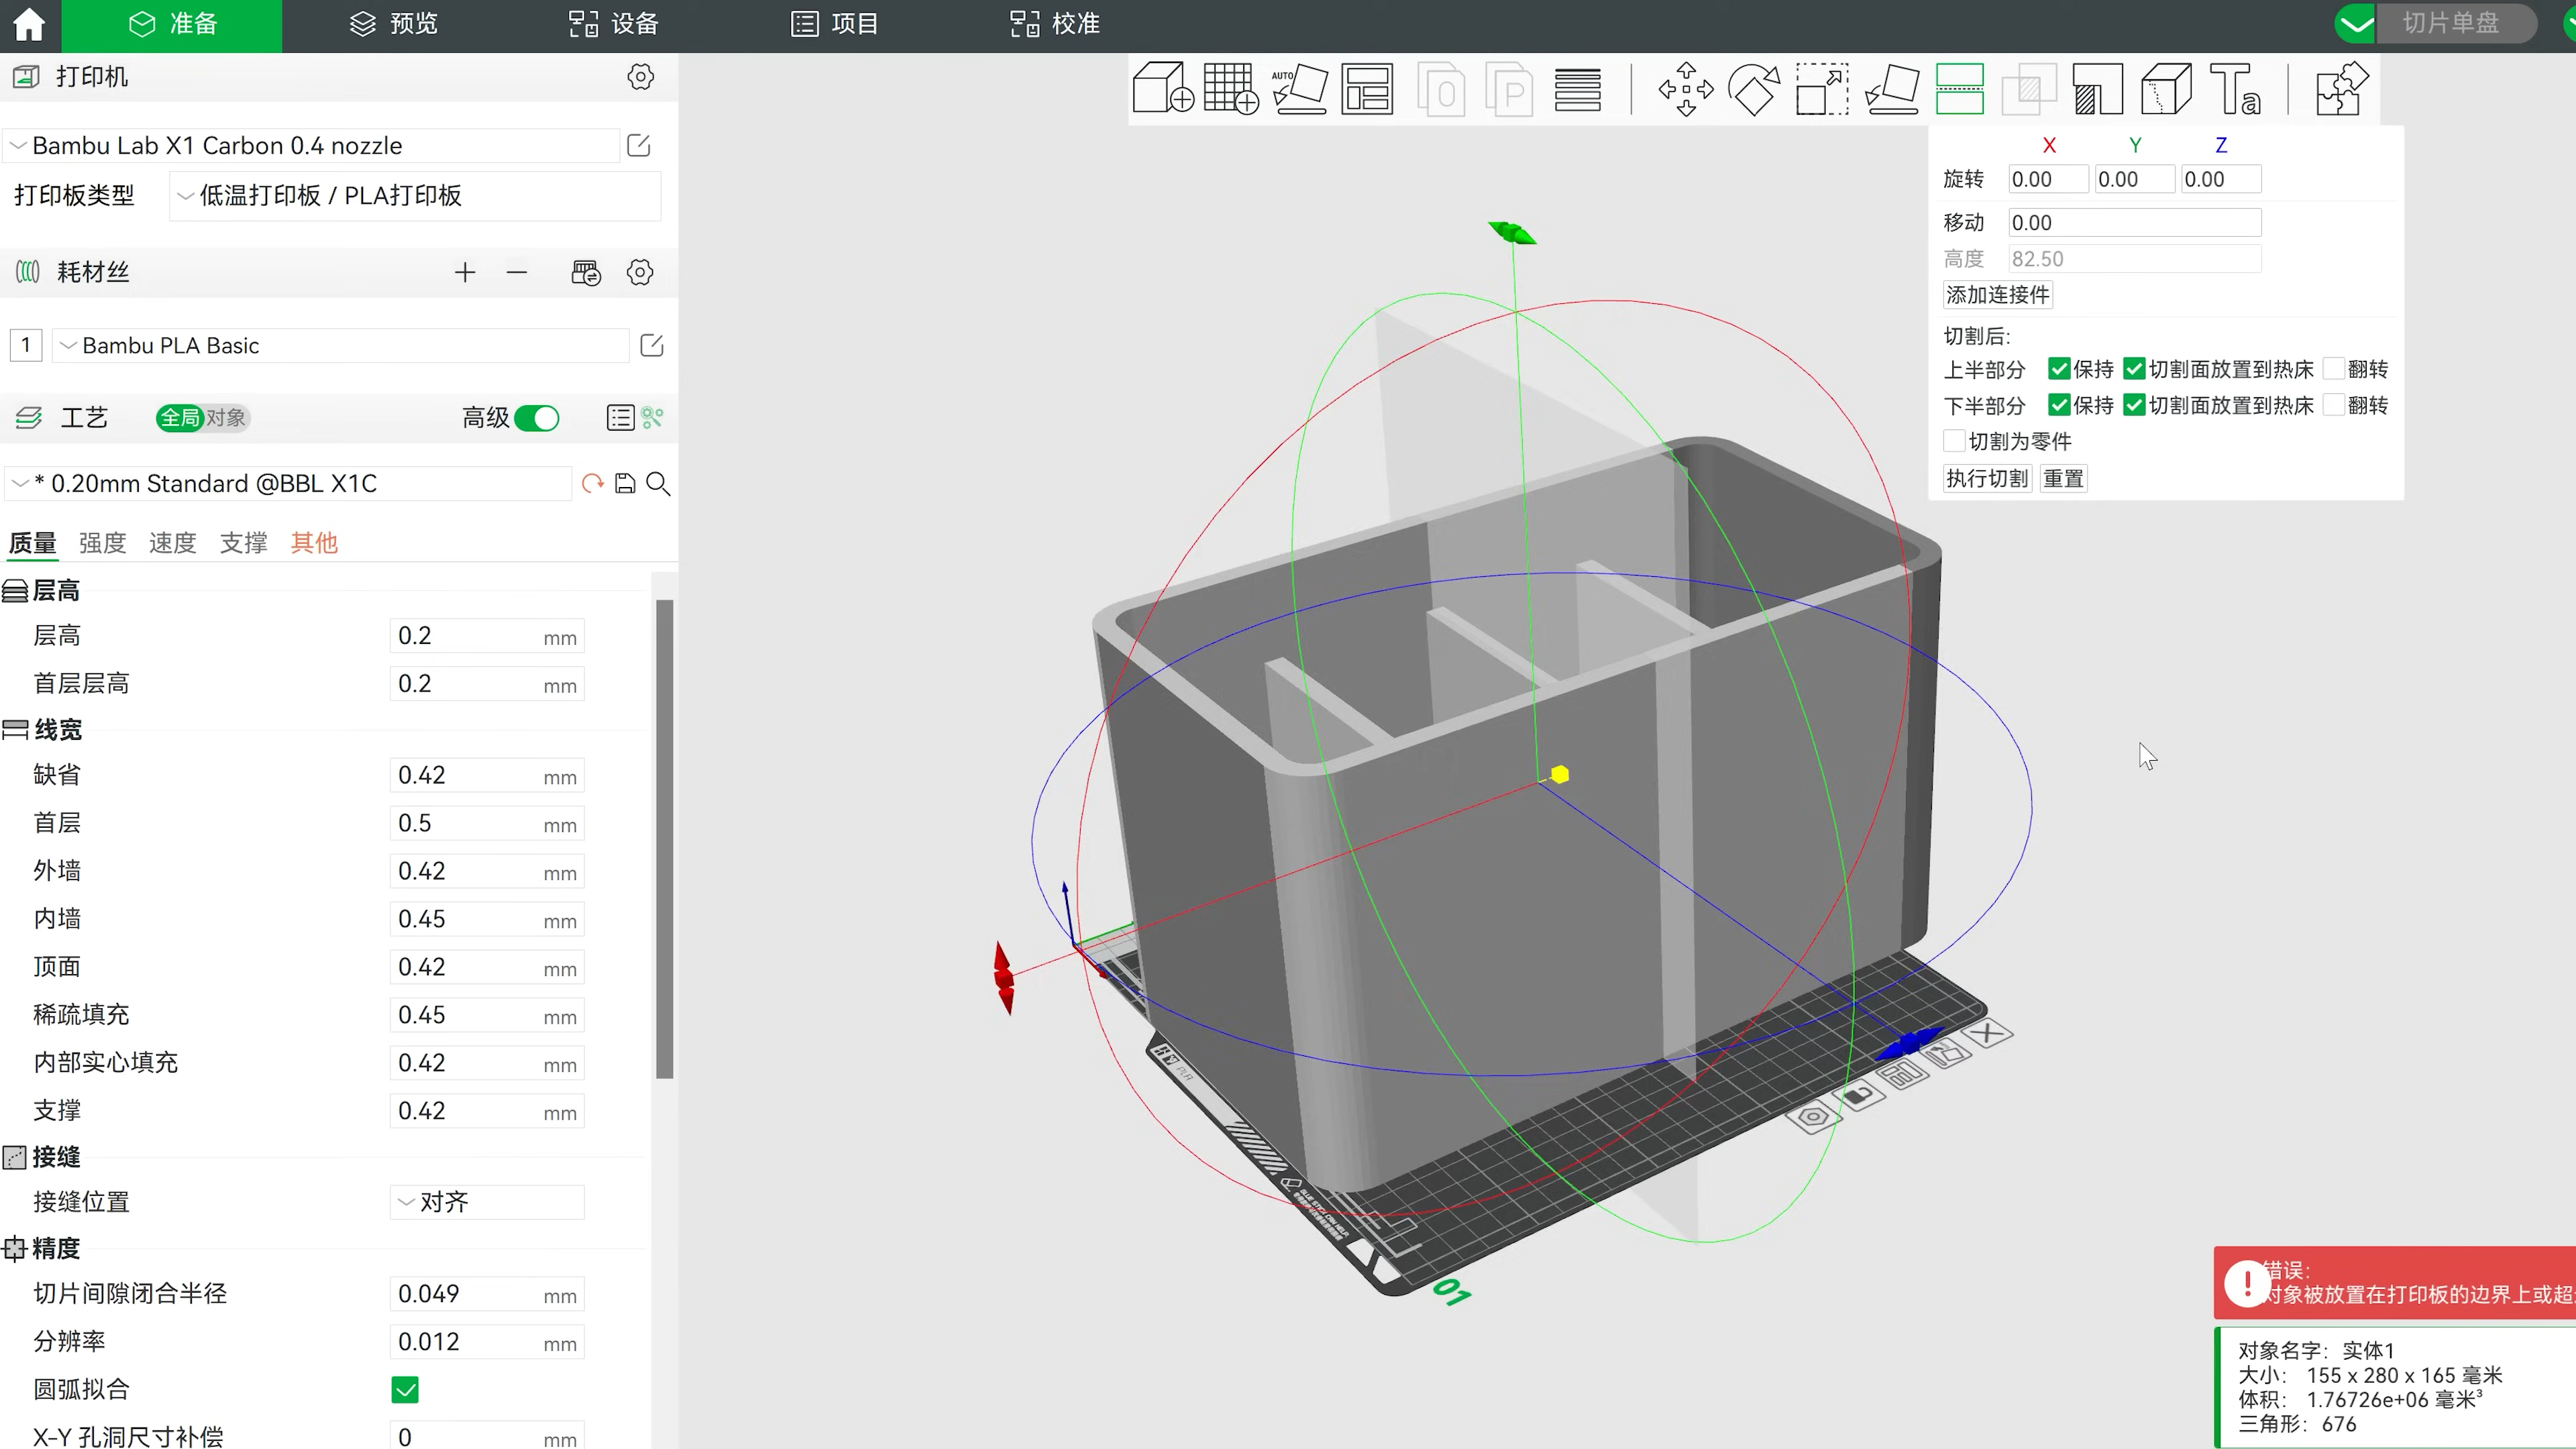 准备
预览
设备
项目
校准
切片单盘
打印机
Bambu Lab X1 Carbon 0.4 nozzle
打印板类型
低温打印板 / PLA打印板
耗材丝
1
Bambu PLA Basic
工艺
全局
对象
高级
* 0.20mm Standard @BBL X1C
质量
强度
速度
支撑
其他
层高
层高 0.2 mm
首层层高 0.2 mm
线宽
缺省 0.42 mm
首层 0.5 mm
外墙 0.42 mm
内墙 0.45 mm
顶面 0.42 mm
稀疏填充 0.45 mm
内部实心填充 0.42 mm
支撑 0.42 mm
接缝
接缝位置 对齐
精度
切片间隙闭合半径 0.049 mm
分辨率 0.012 mm
圆弧拟合
X-Y 孔洞尺寸补偿 0 mm
AUTO
O
P
Ta
X Y Z
旋转 0.00 0.00 0.00
移动 0.00
高度 82.50
添加连接件
切割后:
上半部分 保持 切割面放置到热床 翻转
下半部分 保持 切割面放置到热床 翻转
切割为零件
执行切割 重置
PLA
01
错误:
对象被放置在打印板的边界上或超
对象名字: 实体1
大小: 155 x 280 x 165 毫米
体积: 1.76726e+06 毫米³
三角形: 676